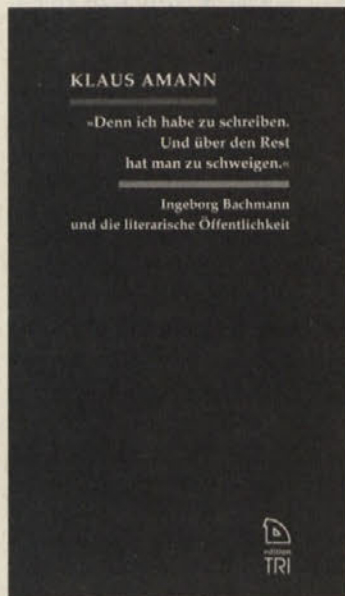 KLAUS AMANN
»Denn ich habe zu schreiben.
Und über den Rest
hat man zu schweigen.«
Ingeborg Bachmann
und die literarische Öffentlichkeit
edition
TRI